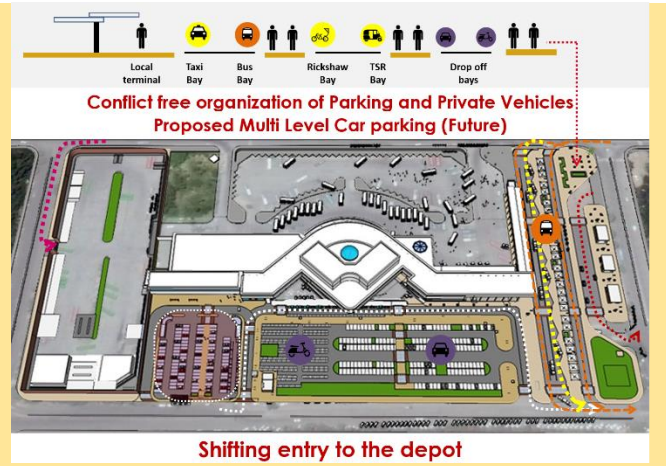 Local terminal
Taxi Bay
Bus Bay
Rickshaw Bay
TSR Bay
Drop off bays
Conflict free organization of Parking and Private Vehicles
Proposed Multi Level Car parking (Future)
Shifting entry to the depot